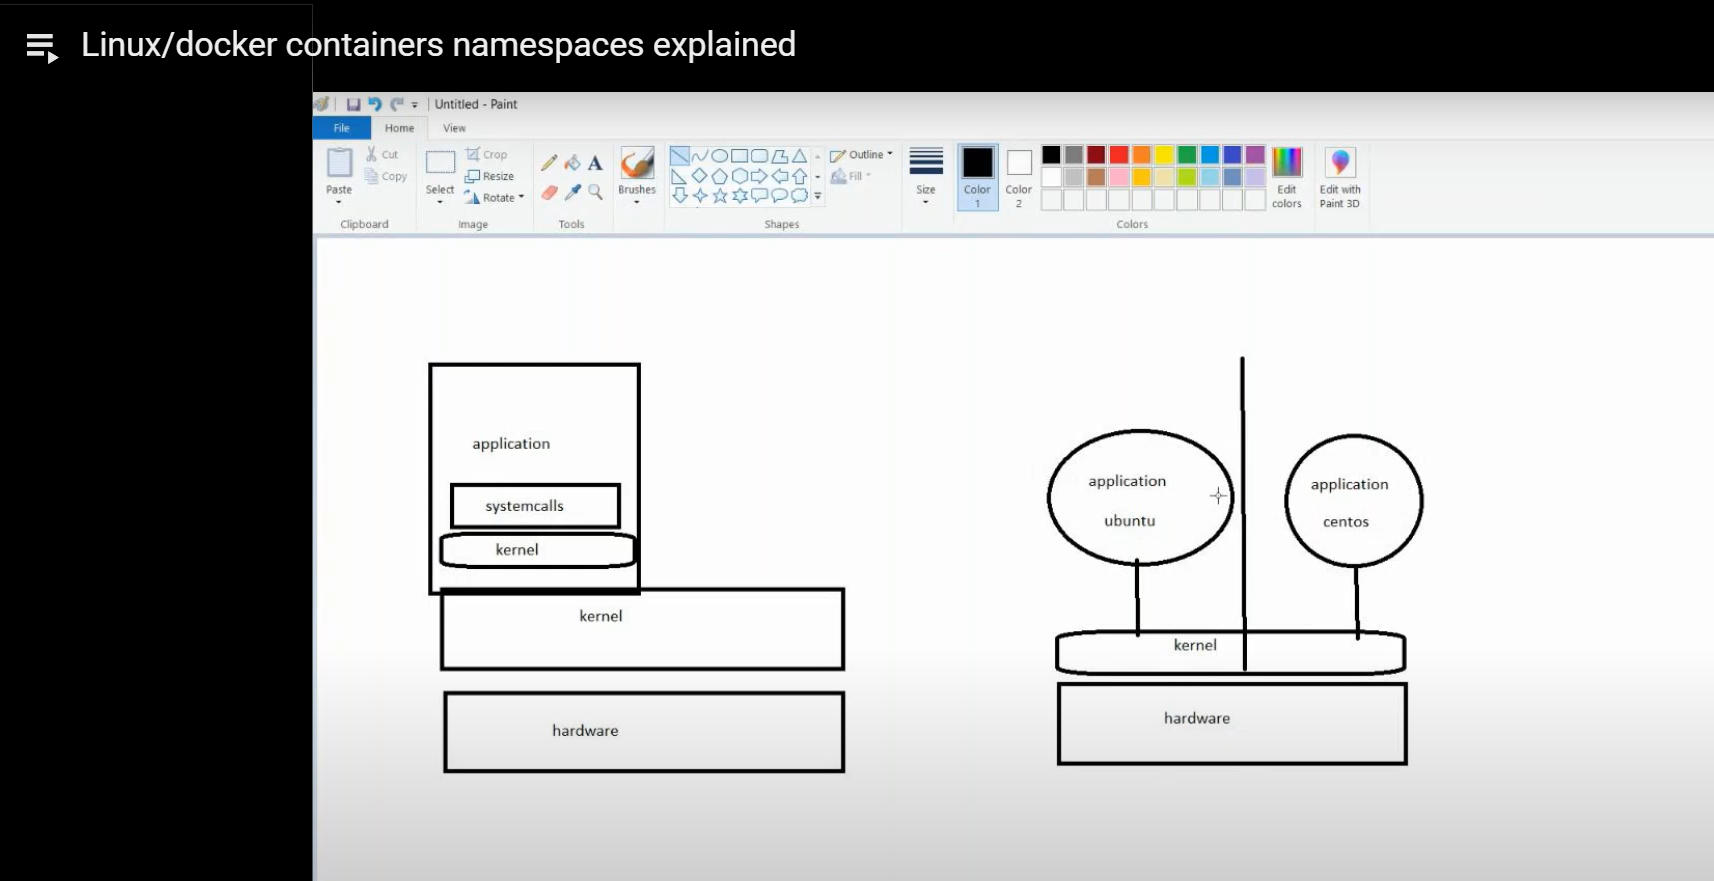 Linux/docker containers namespaces explained
Untitled - Paint
File Home View
Paste
Cut
Copy
Clipboard
Select
Crop
Resize
Rotate
Image
A
Tools
Brushes
Outline
Fill
Shapes
Size
Color
1
Color
2
Edit
colors
Colors
Edit with
Paint 3D
application
systemcalls
kernel
kernel
hardware
application
ubuntu
application
centos
kernel
hardware